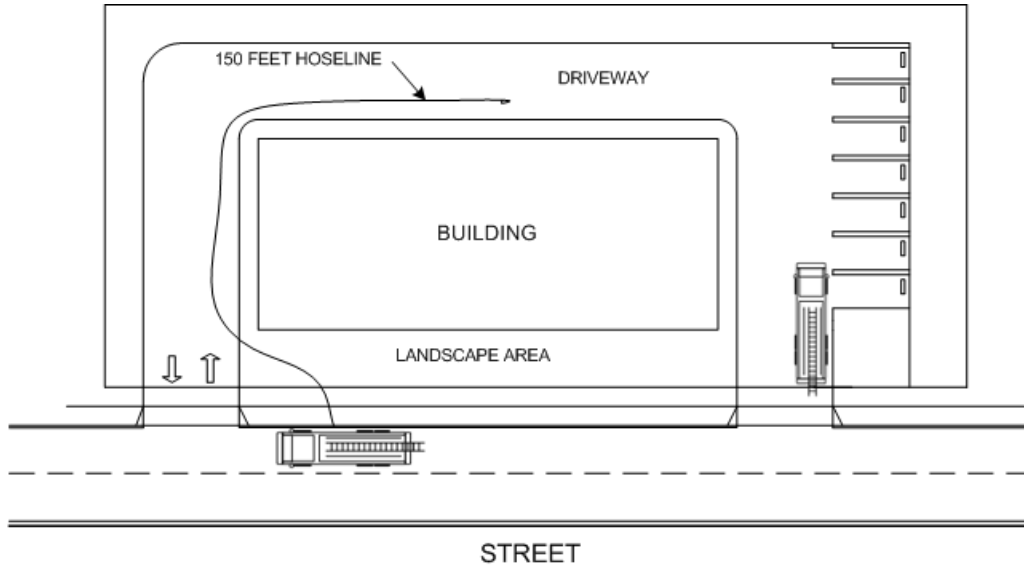 150 FEET HOSELINE
DRIVEWAY
BUILDING
LANDSCAPE AREA
STREET